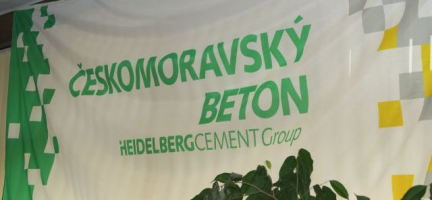 ČESKOMORAVSKÝ
BETON
HEIDELBERGCEMENT Group